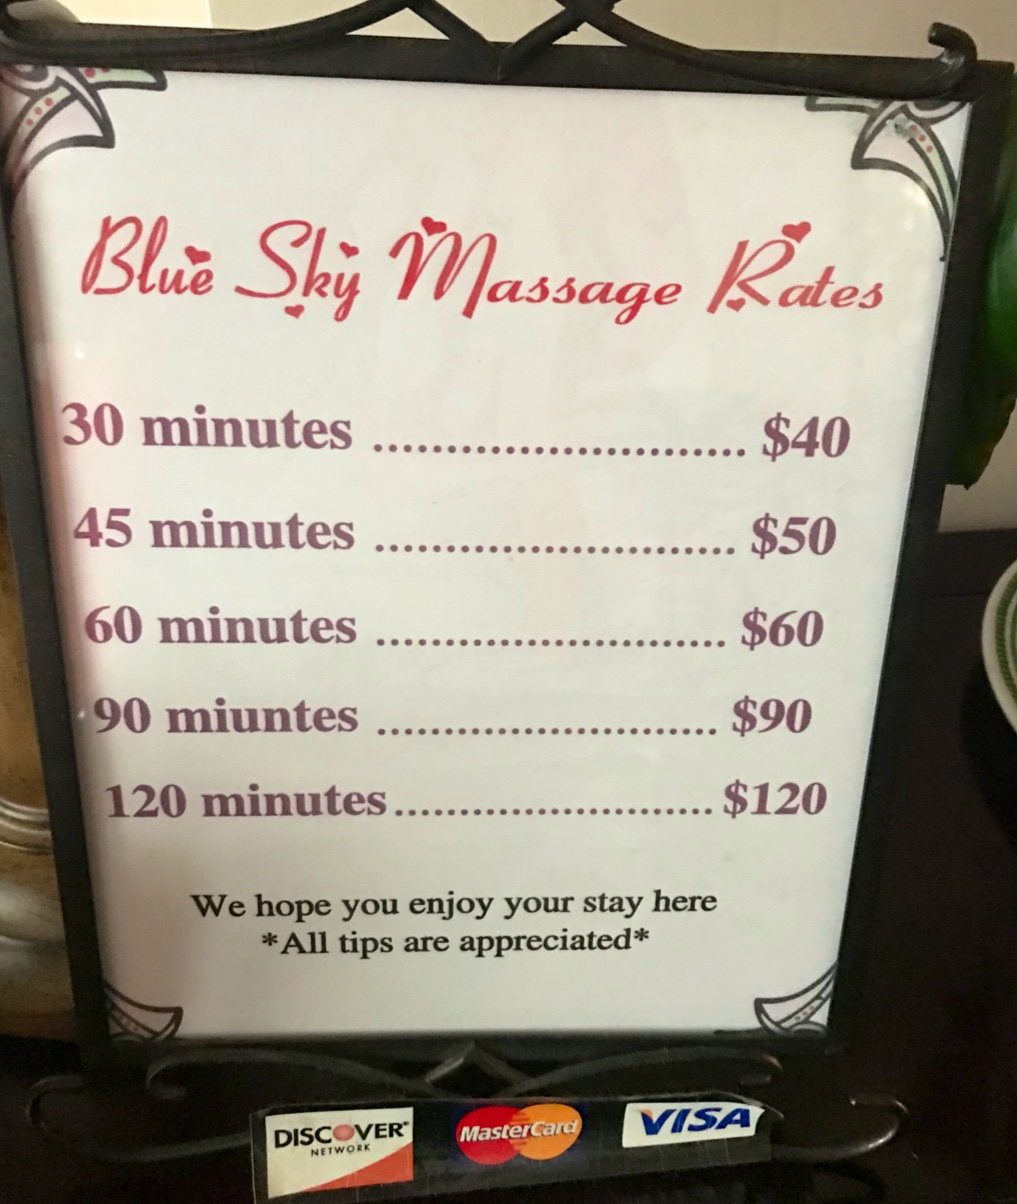 Blue Sky Massage Rates
30 minutes .......................... $40
45 minutes ......................... $50
60 minutes ........................ $60
90 miuntes ........................ $90
120 minutes....................... $120
We hope you enjoy your stay here
*All tips are appreciated*
DISCOVER® MasterCard VISA
NETWORK